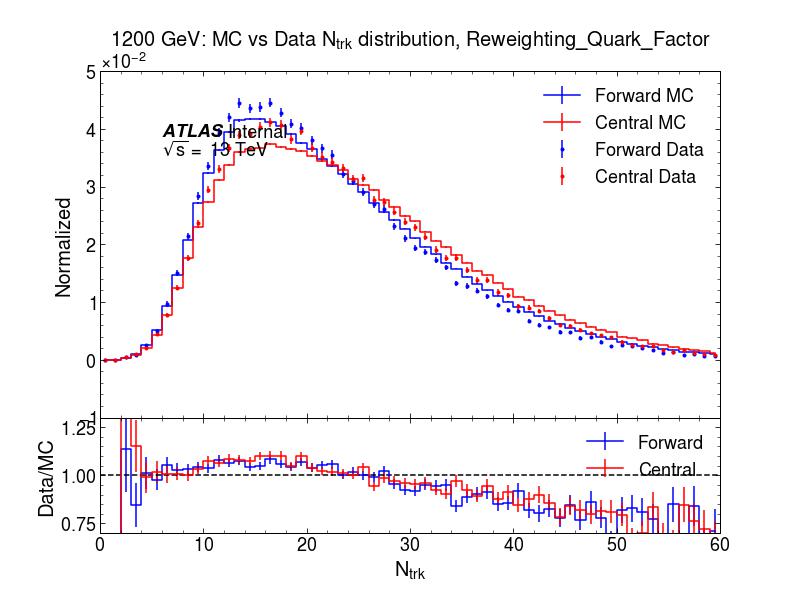 1200 GeV: MC vs Data N_trk distribution, Reweighting_Quark_Factor
×10⁻²
5
4
3
2
1
0
−1
Normalized
ATLAS Internal
√s = 13 TeV
Forward MC
Central MC
Forward Data
Central Data
1.25
1.00
0.75
Data/MC
Forward
Central
0 10 20 30 40 50 60
N_trk